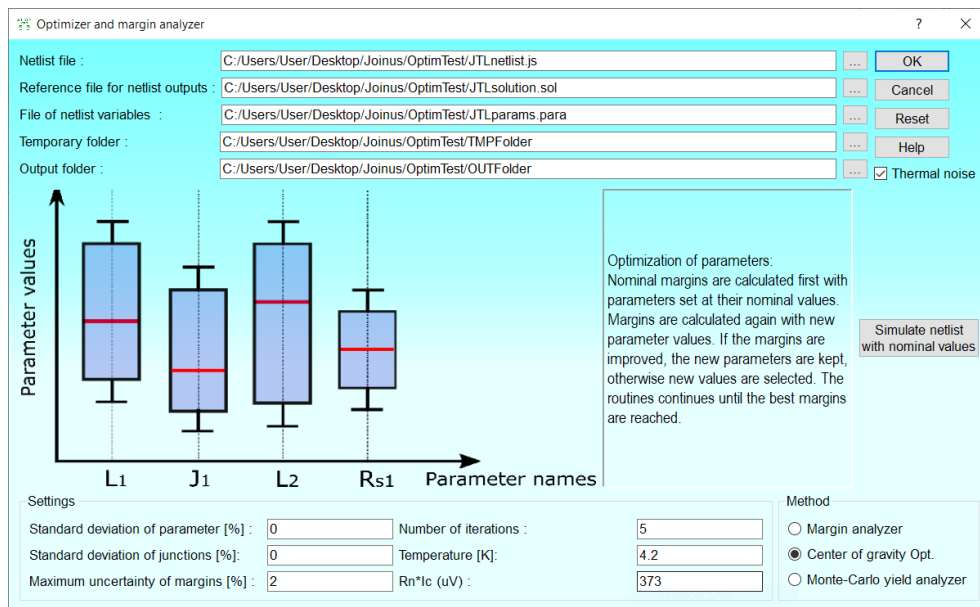 Optimizer and margin analyzer
?
Netlist file :
C:/Users/User/Desktop/Joinus/OptimTest/JTLnetlist.js
...
OK
Reference file for netlist outputs :
C:/Users/User/Desktop/Joinus/OptimTest/JTLsolution.sol
...
Cancel
File of netlist variables :
C:/Users/User/Desktop/Joinus/OptimTest/JTLparams.para
...
Reset
Temporary folder :
C:/Users/User/Desktop/Joinus/OptimTest/TMPFolder
...
Help
Output folder :
C:/Users/User/Desktop/Joinus/OptimTest/OUTFolder
...
Thermal noise
Parameter values
L1
J1
L2
Rs1
Parameter names
Optimization of parameters:
Nominal margins are calculated first with
parameters set at their nominal values.
Margins are calculated again with new
parameter values. If the margins are
improved, the new parameters are kept,
otherwise new values are selected. The
routines continues until the best margins
are reached.
Simulate netlist
with nominal values
Settings
Standard deviation of parameter [%] :
0
Number of iterations :
5
Standard deviation of junctions [%]:
0
Temperature [K]:
4.2
Maximum uncertainty of margins [%] :
2
Rn*Ic (uV) :
373
Method
Margin analyzer
Center of gravity Opt.
Monte-Carlo yield analyzer